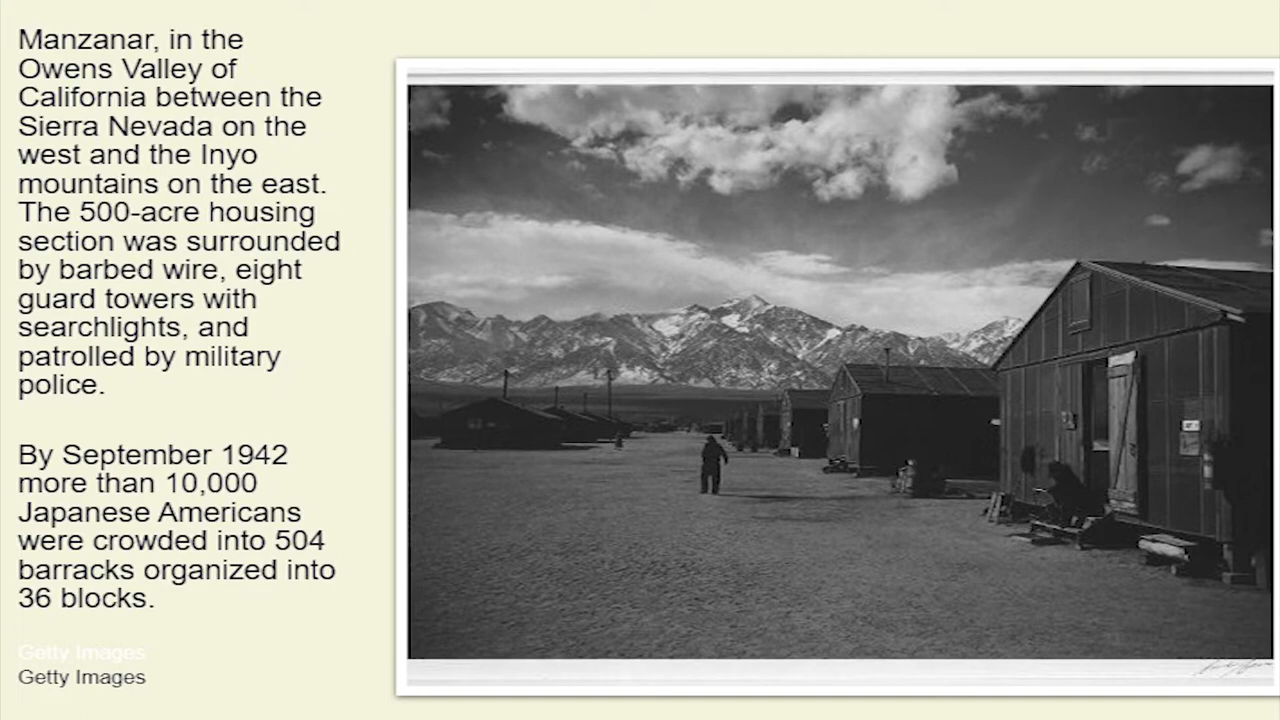 Manzanar, in the
Owens Valley of
California between the
Sierra Nevada on the
west and the Inyo
mountains on the east.
The 500-acre housing
section was surrounded
by barbed wire, eight
guard towers with
searchlights, and
patrolled by military
police.
By September 1942
more than 10,000
Japanese Americans
were crowded into 504
barracks organized into
36 blocks.
Getty Images
Getty Images